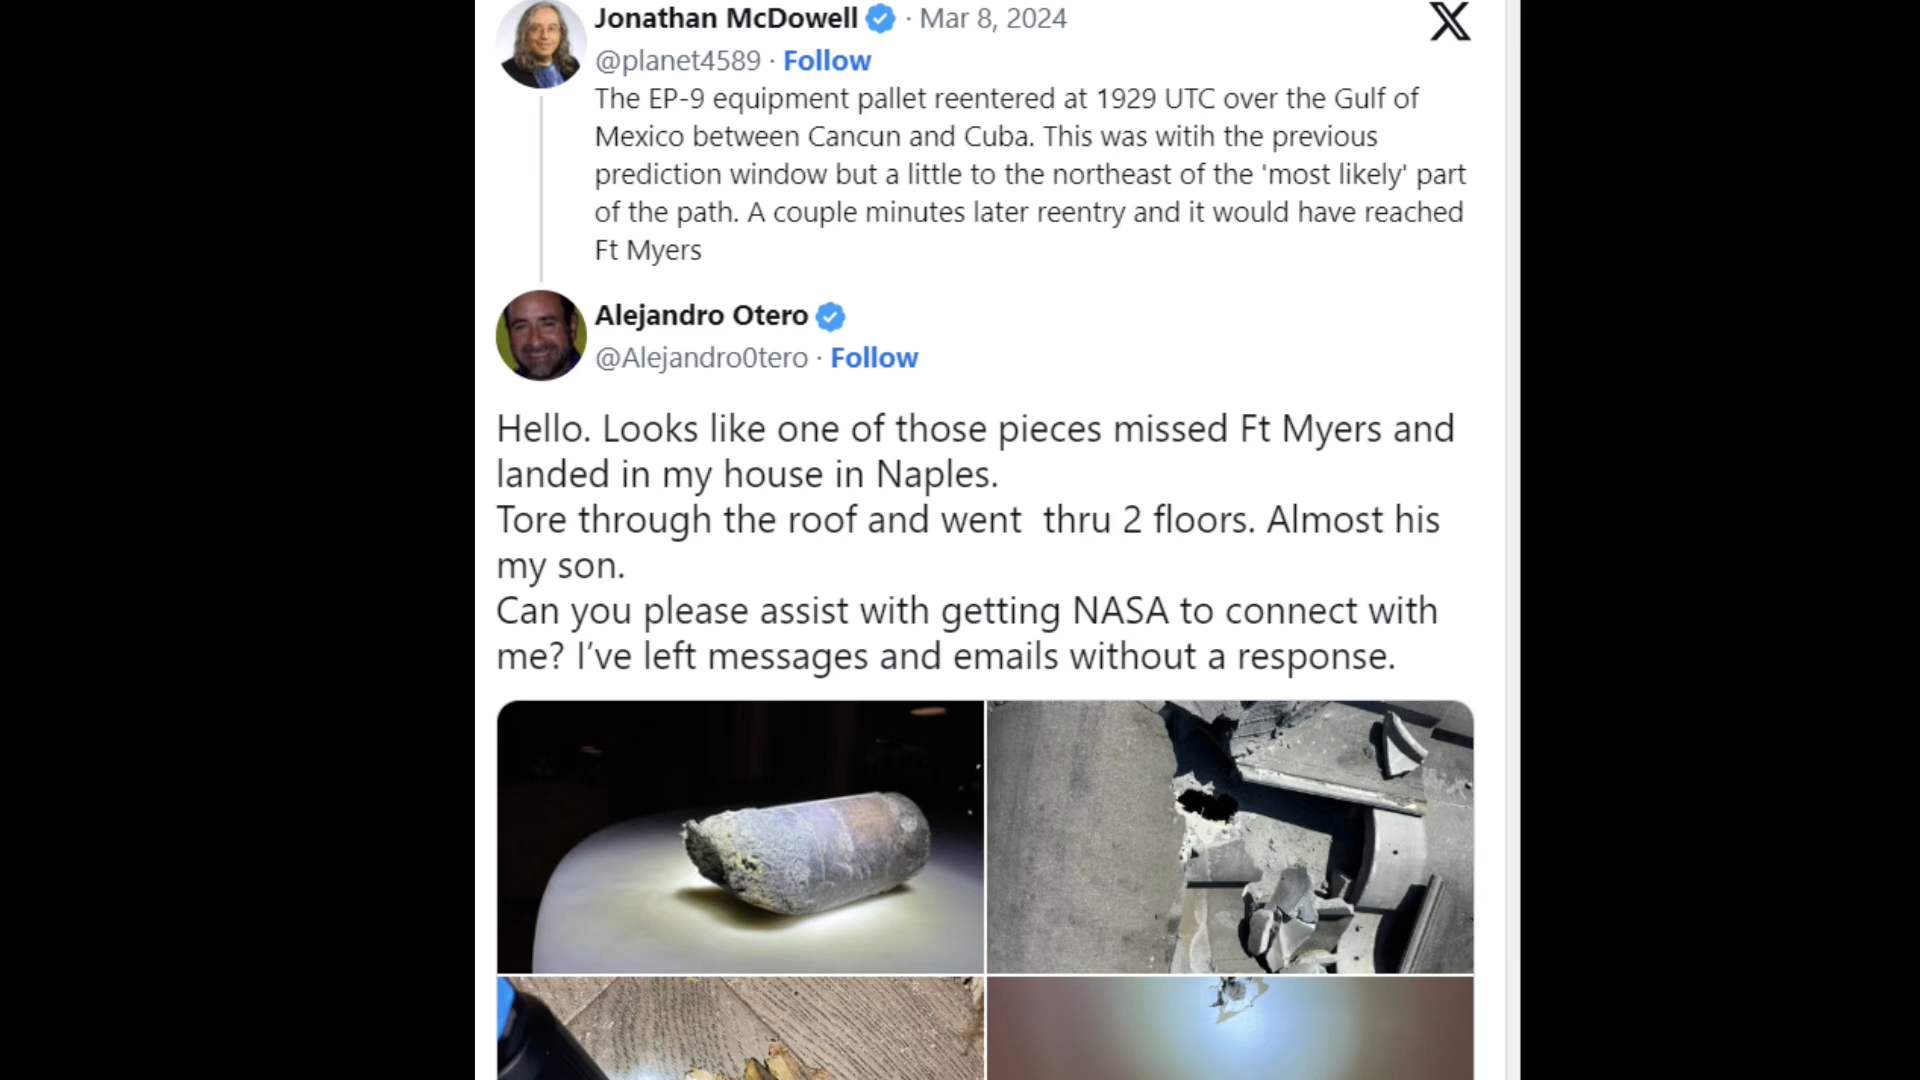 Jonathan McDowell · Mar 8, 2024
@planet4589 · Follow
The EP-9 equipment pallet reentered at 1929 UTC over the Gulf of
Mexico between Cancun and Cuba. This was witih the previous
prediction window but a little to the northeast of the 'most likely' part
of the path. A couple minutes later reentry and it would have reached
Ft Myers
Alejandro Otero
@Alejandro0tero · Follow
Hello. Looks like one of those pieces missed Ft Myers and
landed in my house in Naples.
Tore through the roof and went  thru 2 floors. Almost his
my son.
Can you please assist with getting NASA to connect with
me? I’ve left messages and emails without a response.